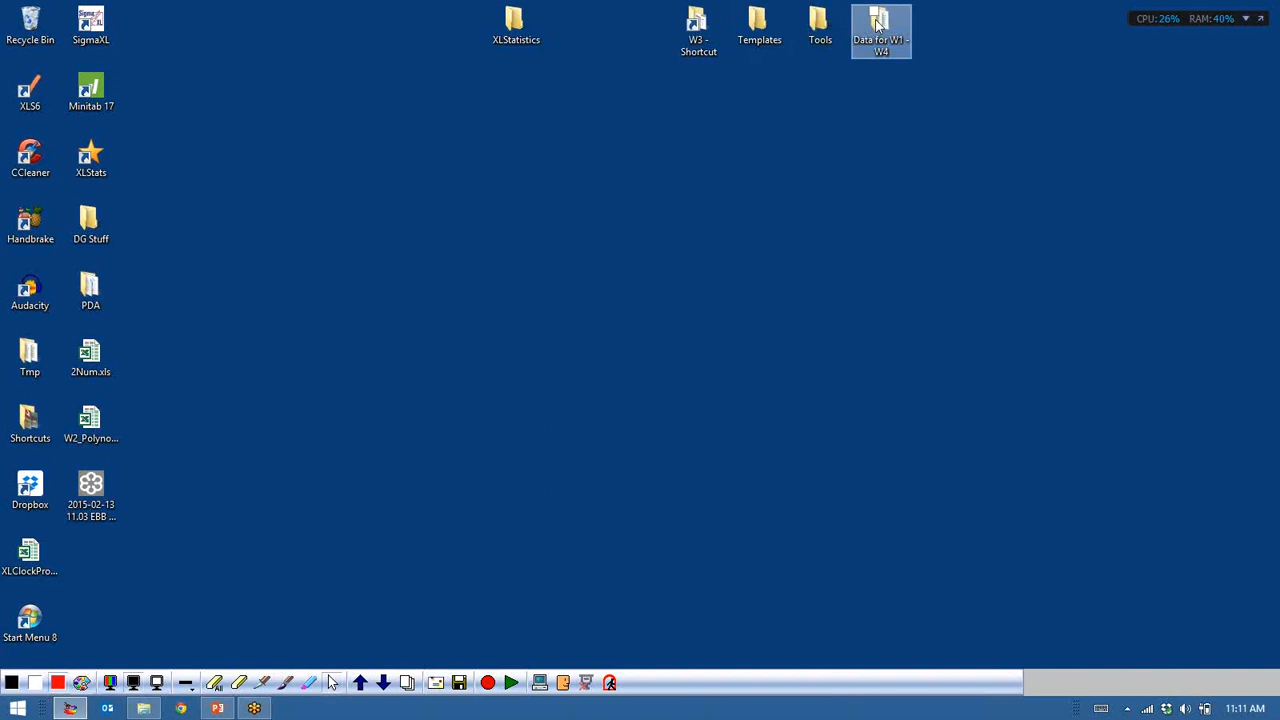 Recycle Bin
SigmaXL
XLStatistics
W3 -
Shortcut
Templates
Tools
Data for W1 -
W4
CPU: 26% RAM: 40%
XLS6
Minitab 17
CCleaner
XLStats
Handbrake
DG Stuff
Audacity
PDA
Tmp
2Num.xls
Shortcuts
W2_Polyno...
Dropbox
2015-02-13
11.03 EBB ...
XLClockPro...
Start Menu 8
11:11 AM